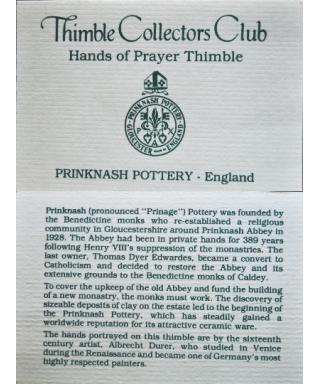 Thimble Collectors Club
Hands of Prayer Thimble
PRINKNASH POTTERY
GLOUCESTER ENGLAND
PRINKNASH POTTERY - England
Prinknash (pronounced "Prinage") Pottery was founded by
the Benedictine monks who re-established a religious
community in Gloucestershire around Prinknash Abbey in
1928. The Abbey had been in private hands for 389 years
following Henry VIII's suppression of the monastries. The
last owner, Thomas Dyer Edwardes, became a convert to
Catholicism and decided to restore the Abbey and its
extensive grounds to the Benedictine monks of Caldey.
To cover the upkeep of the old Abbey and fund the building
of a new monastry, the monks must work. The discovery of
sizeable deposits of clay on the estate led to the beginning of
the Prinknash Pottery, which has steadily gained a
worldwide reputation for its attractive ceramic ware.
The hands portrayed on this thimble are by the sixteenth
century artist, Albrecht Durer, who studied in Venice
during the Renaissance and became one of Germany's most
highly respected painters.